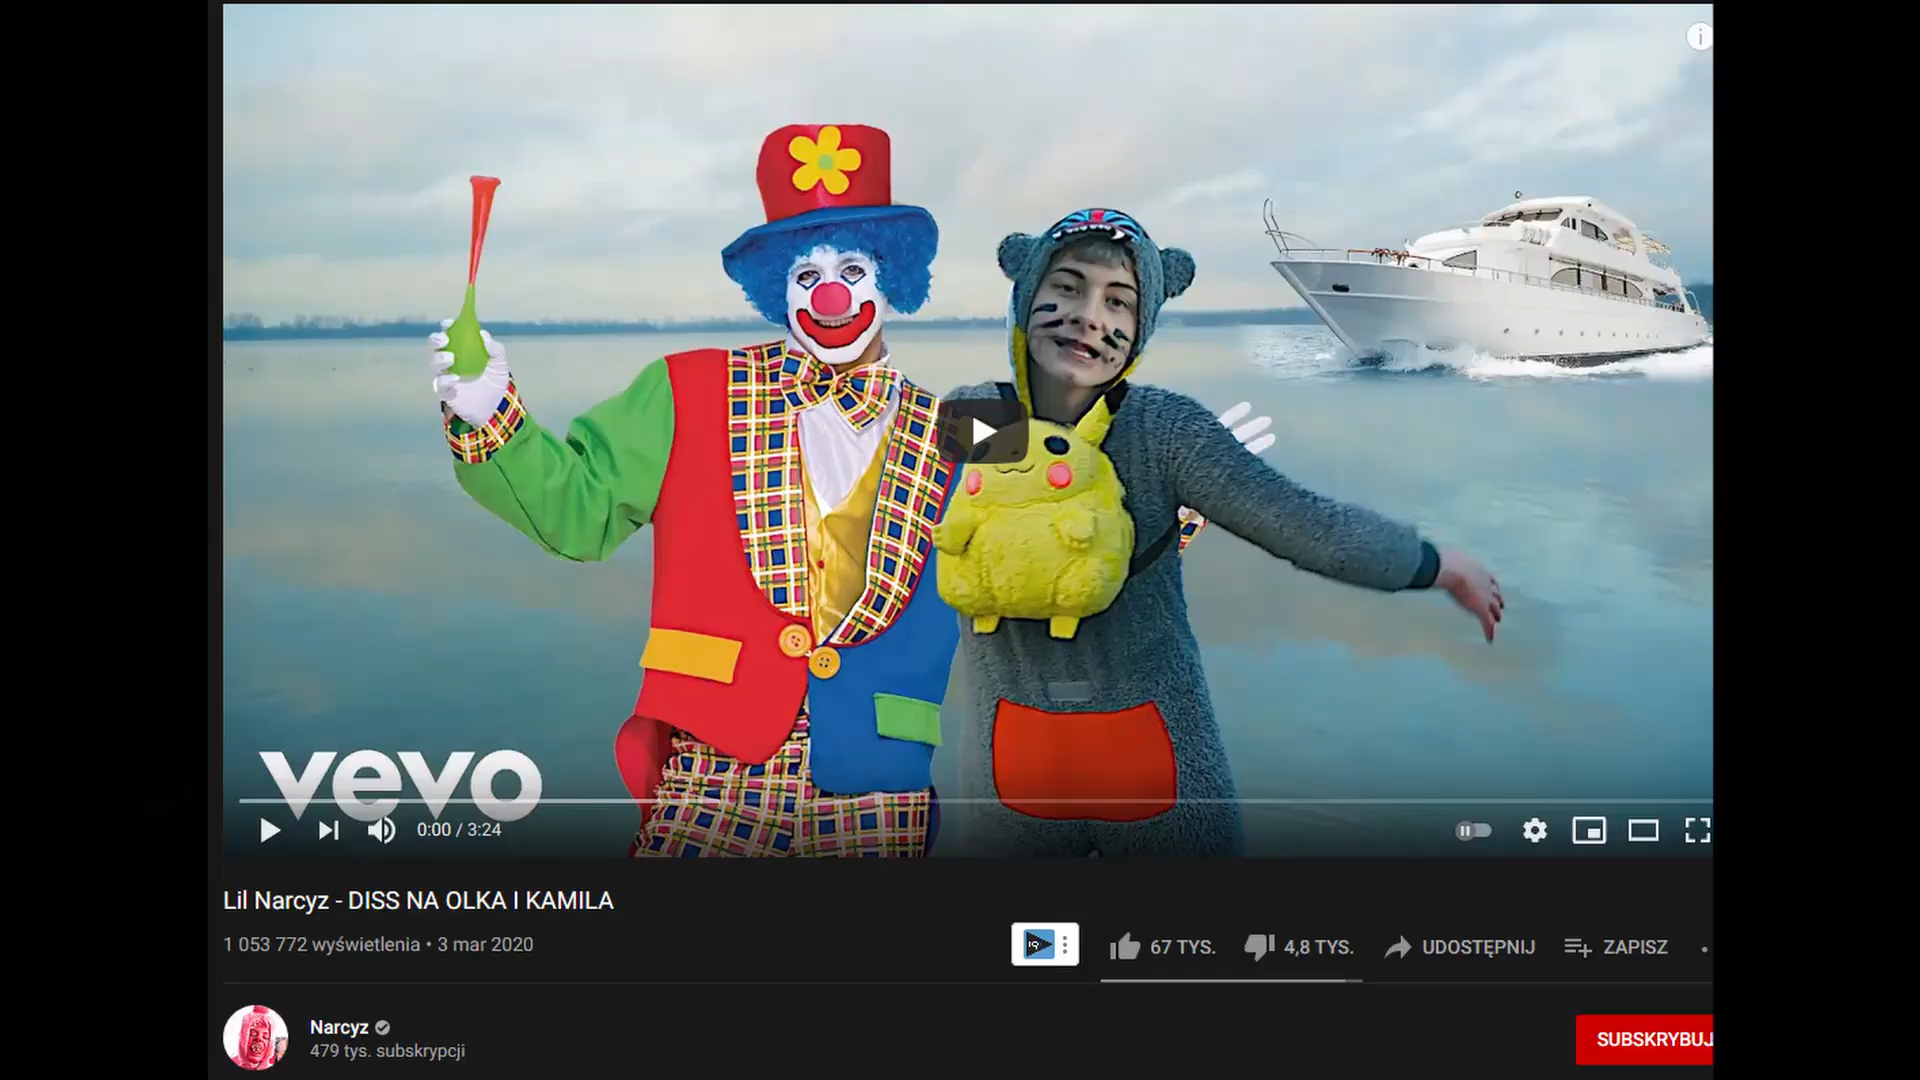 vevo
0:00 / 3:24
Lil Narcyz - DISS NA OLKA I KAMILA
1 053 772 wyświetlenia • 3 mar 2020
IQ
67 TYS.
4,8 TYS.
UDOSTĘPNIJ
ZAPISZ
Narcyz
479 tys. subskrypcji
SUBSKRYBUJ